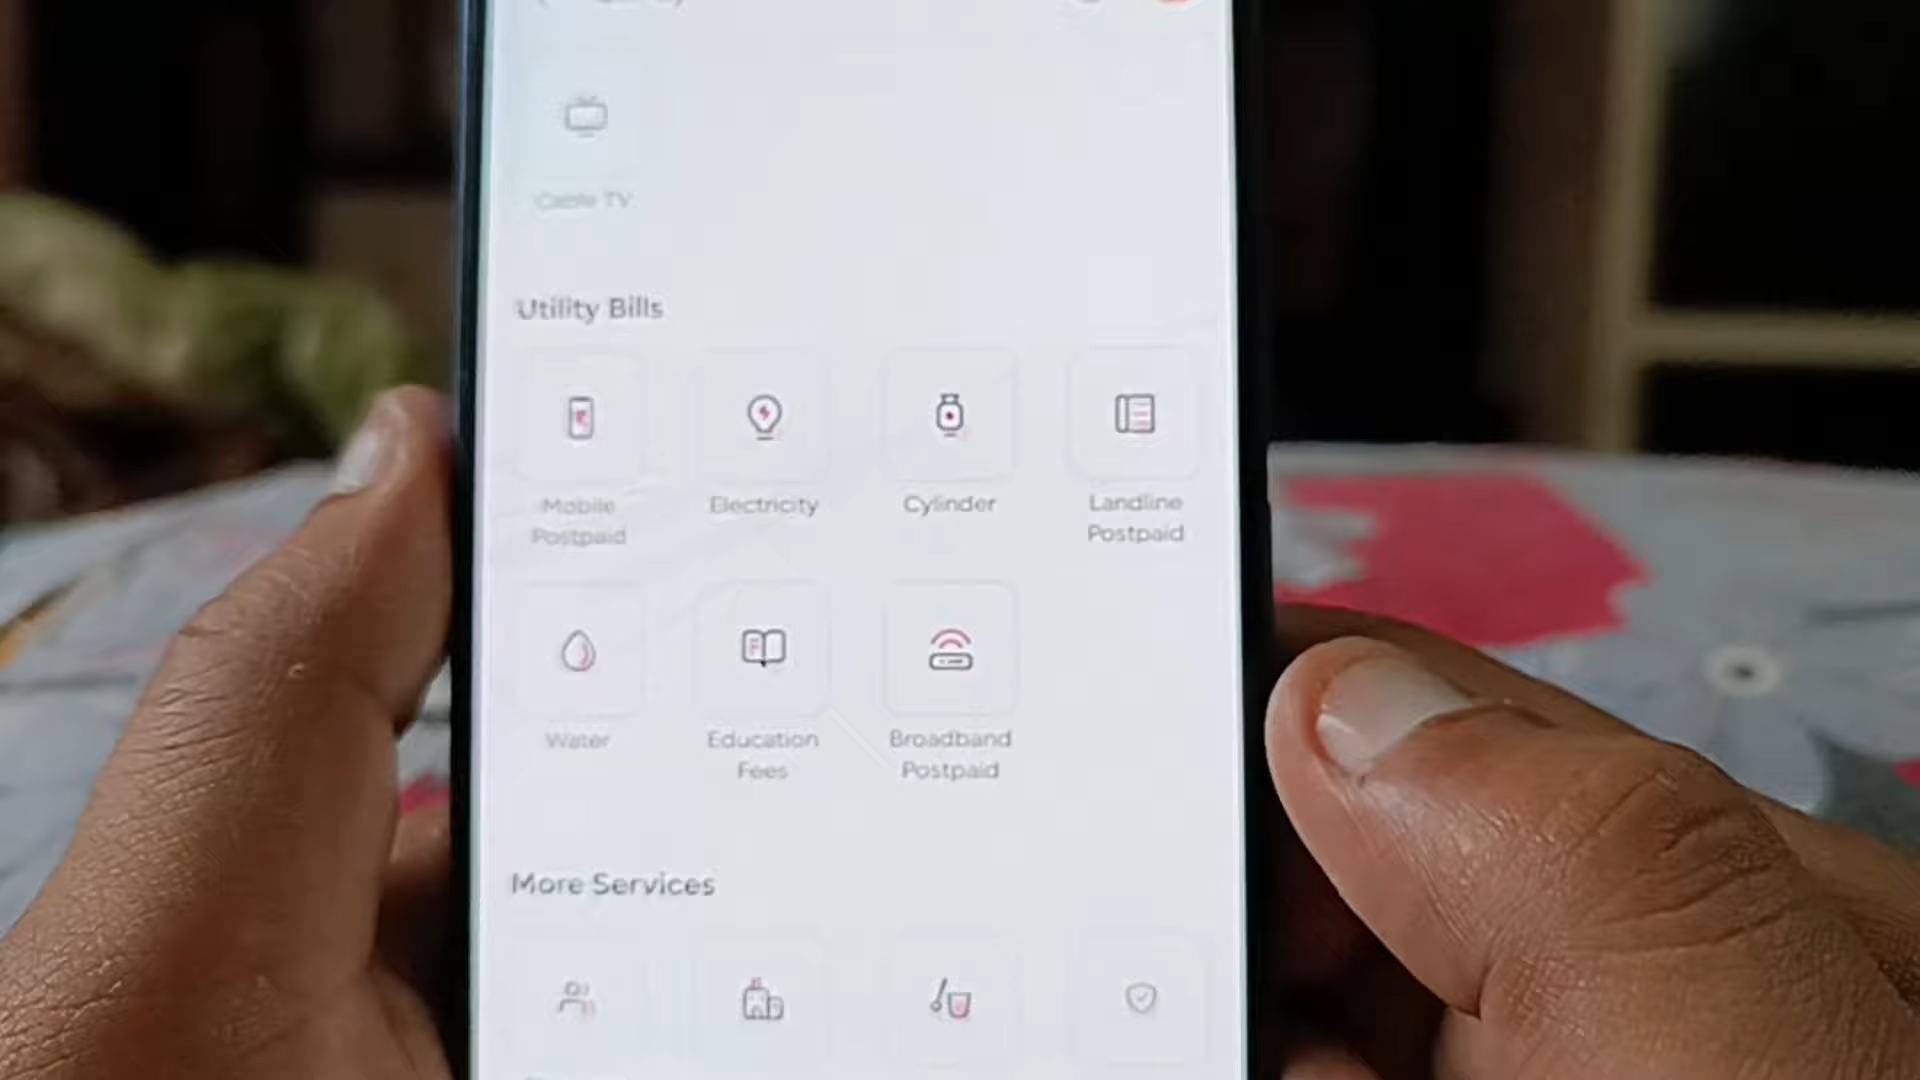 Cable TV
Utility Bills
Mobile Postpaid
Electricity
Cylinder
Landline Postpaid
Water
Education Fees
Broadband Postpaid
More Services